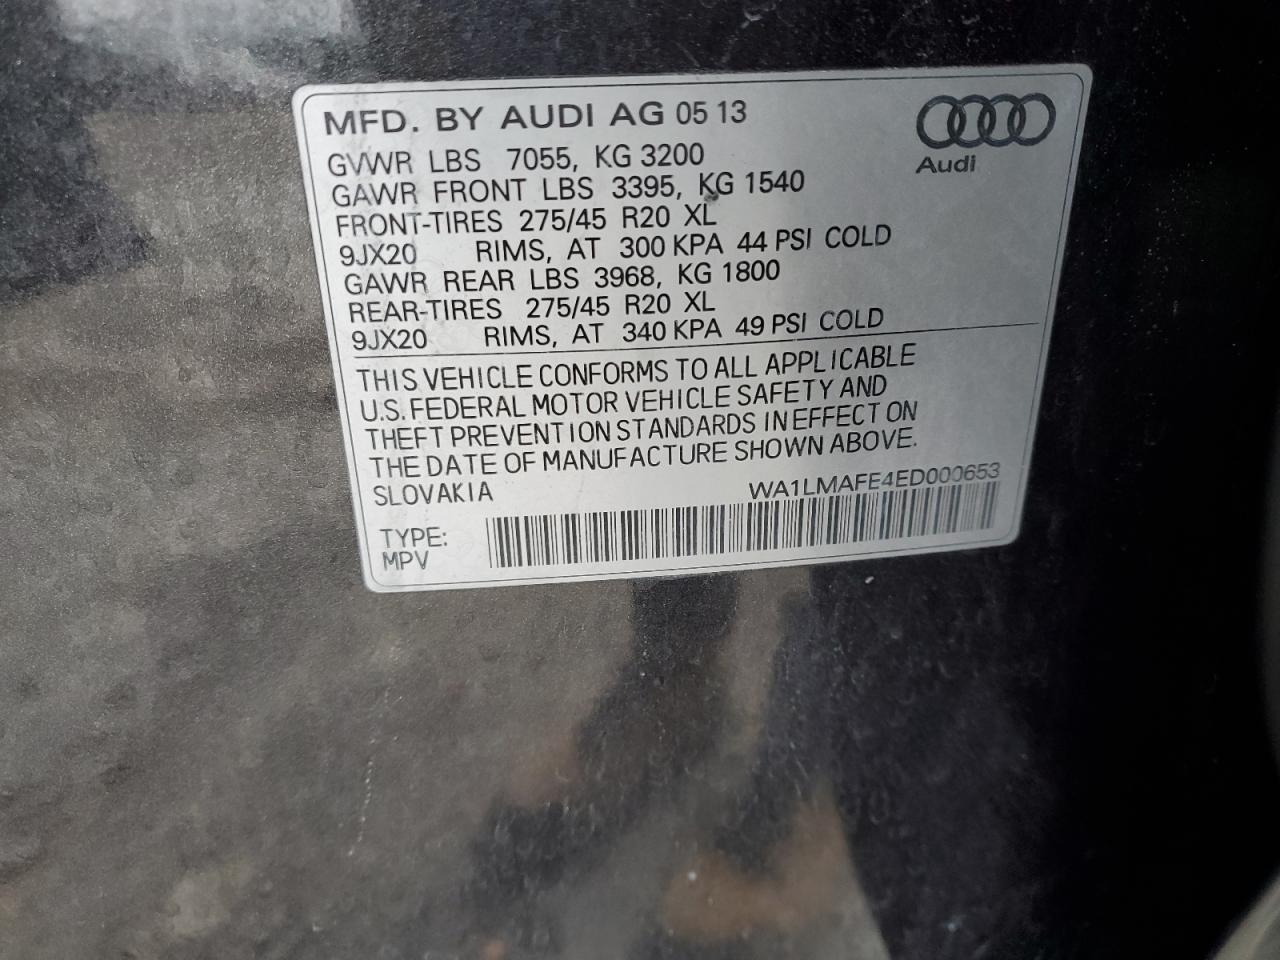 MFD. BY AUDI AG 05 13
Audi
GVWR LBS 7055, KG 3200
GAWR FRONT LBS 3395, KG 1540
FRONT-TIRES 275/45 R20 XL
9JX20 RIMS, AT 300 KPA 44 PSI COLD
GAWR REAR LBS 3968, KG 1800
REAR-TIRES 275/45 R20 XL
9JX20 RIMS, AT 340 KPA 49 PSI COLD
THIS VEHICLE CONFORMS TO ALL APPLICABLE
U.S. FEDERAL MOTOR VEHICLE SAFETY AND
THEFT PREVENTION STANDARDS IN EFFECT ON
THE DATE OF MANUFACTURE SHOWN ABOVE.
SLOVAKIA WA1LMAFE4ED000653
TYPE:
MPV